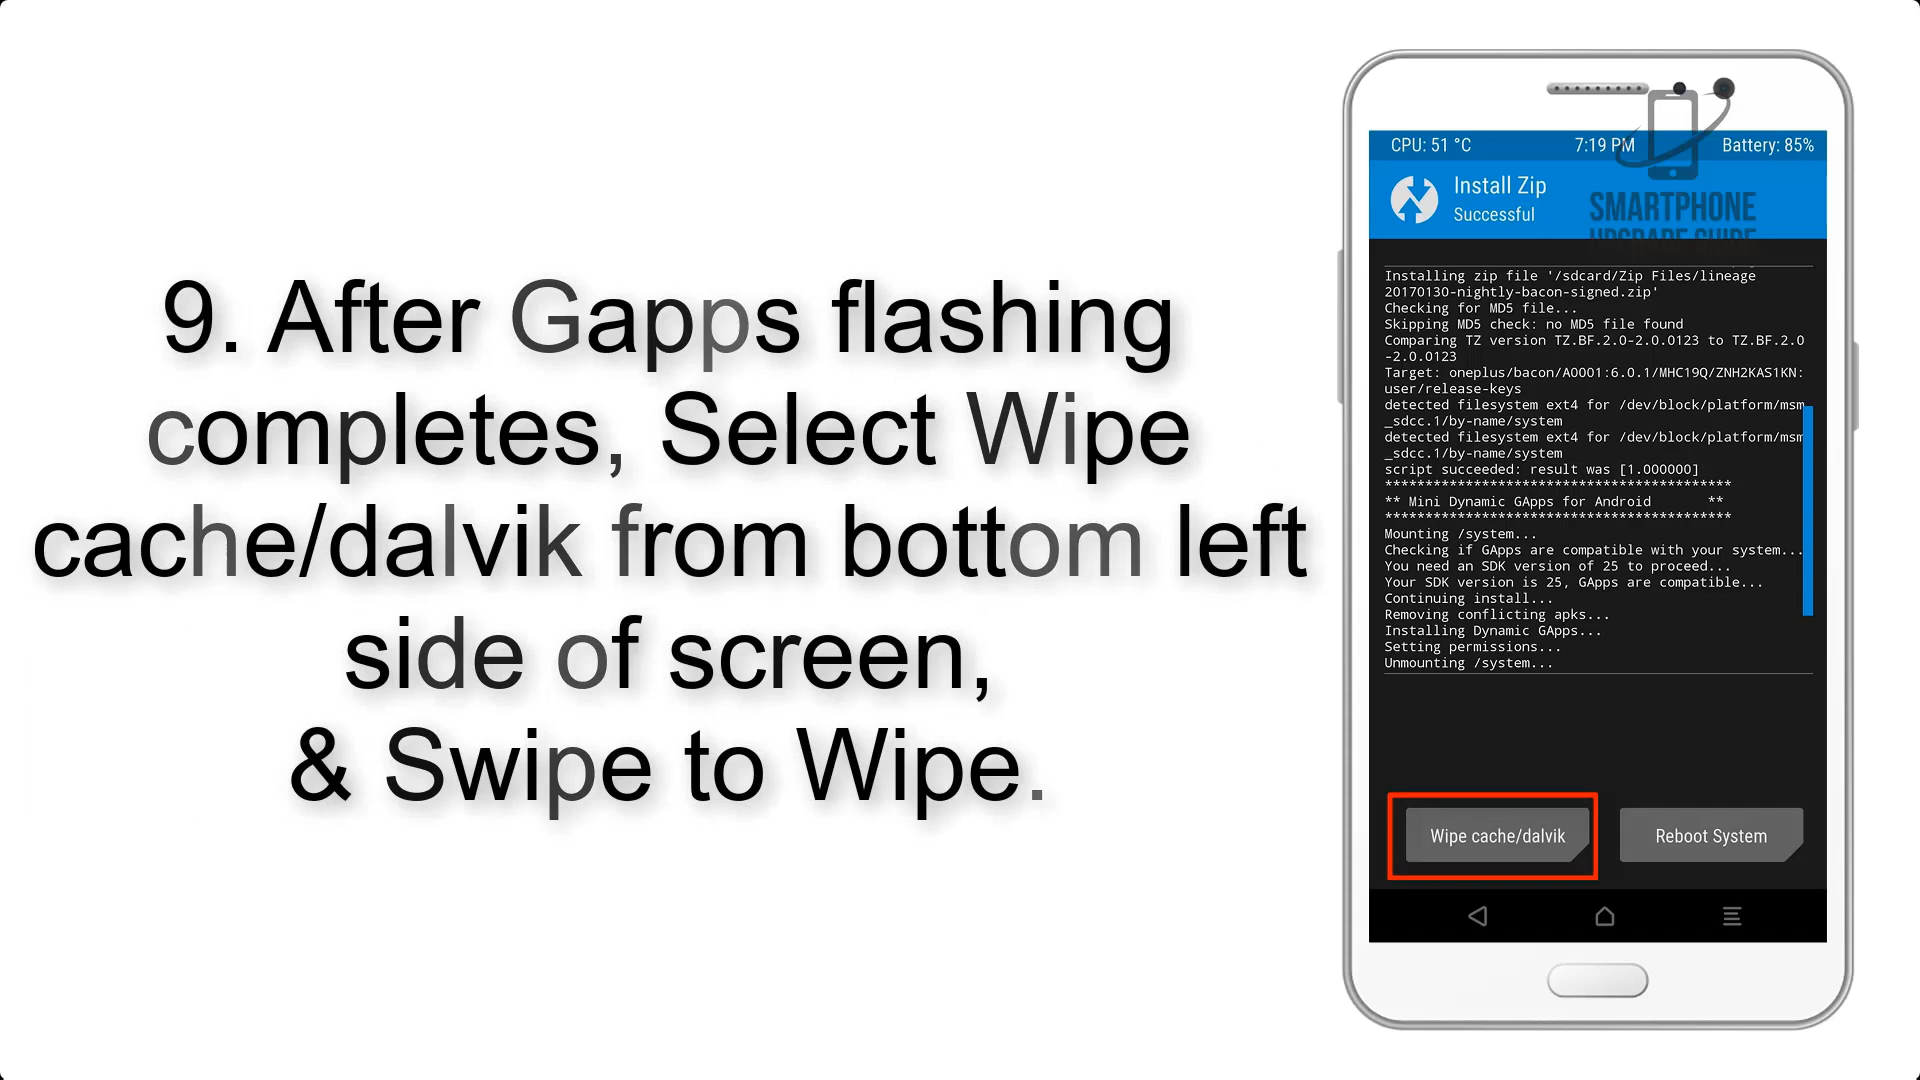 9. After Gapps flashing
completes, Select Wipe
cache/dalvik from bottom left
side of screen,
& Swipe to Wipe.
CPU: 51 °C 7:19 PM Battery: 85%
Install Zip
Successful
SMARTPHONE
UPGRADE GUIDE
Installing zip file '/sdcard/Zip Files/lineage
20170130-nightly-bacon-signed.zip'
Checking for MD5 file...
Skipping MD5 check: no MD5 file found
Comparing TZ version TZ.BF.2.0-2.0.0123 to TZ.BF.2.0
-2.0.0123
Target: oneplus/bacon/A0001:6.0.1/MHC19Q/ZNH2KAS1KN:
user/release-keys
detected filesystem ext4 for /dev/block/platform/msm
_sdcc.1/by-name/system
detected filesystem ext4 for /dev/block/platform/msm
_sdcc.1/by-name/system
script succeeded: result was [1.000000]
*******************************************
** Mini Dynamic GApps for Android       **
*******************************************
Mounting /system...
Checking if GApps are compatible with your system...
You need an SDK version of 25 to proceed...
Your SDK version is 25, GApps are compatible...
Continuing install...
Removing conflicting apks...
Installing Dynamic GApps...
Setting permissions...
Unmounting /system...
Wipe cache/dalvik Reboot System